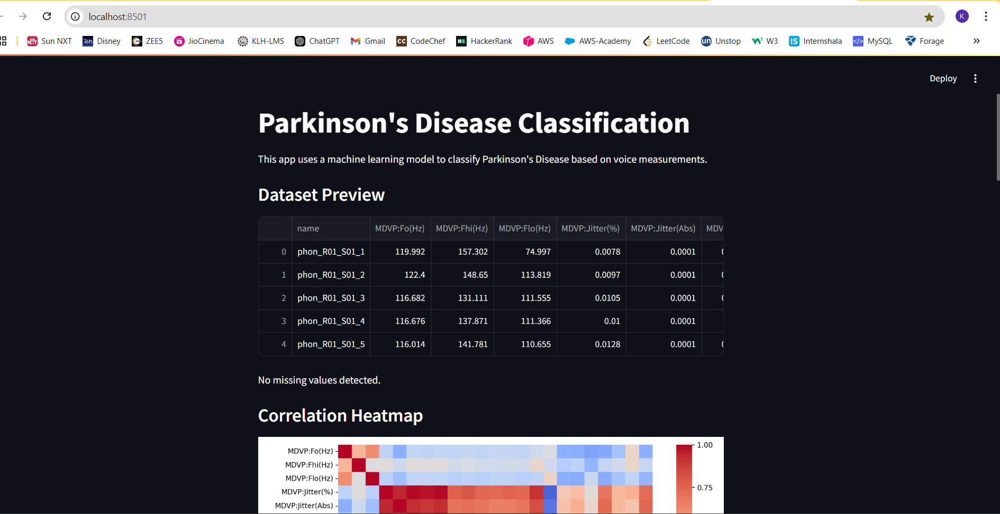 localhost:8501
K
Sun NXT Disney ZEE5 JioCinema KLH-LMS ChatGPT Gmail CodeChef HackerRank AWS AWS-Academy LeetCode Unstop W3 Internshala MySQL Forage
Deploy
Parkinson's Disease Classification
This app uses a machine learning model to classify Parkinson's Disease based on voice measurements.
Dataset Preview
name MDVP:Fo(Hz) MDVP:Fhi(Hz) MDVP:Flo(Hz) MDVP:Jitter(%) MDVP:Jitter(Abs) MDV
0 phon_R01_S01_1 119.992 157.302 74.997 0.0078 0.0001
1 phon_R01_S01_2 122.4 148.65 113.819 0.0097 0.0001
2 phon_R01_S01_3 116.682 131.111 111.555 0.0105 0.0001
3 phon_R01_S01_4 116.676 137.871 111.366 0.01 0.0001
4 phon_R01_S01_5 116.014 141.781 110.655 0.0128 0.0001
No missing values detected.
Correlation Heatmap
MDVP:Fo(Hz)
MDVP:Fhi(Hz)
MDVP:Flo(Hz)
MDVP:Jitter(%)
MDVP:Jitter(Abs)
1.00
0.75